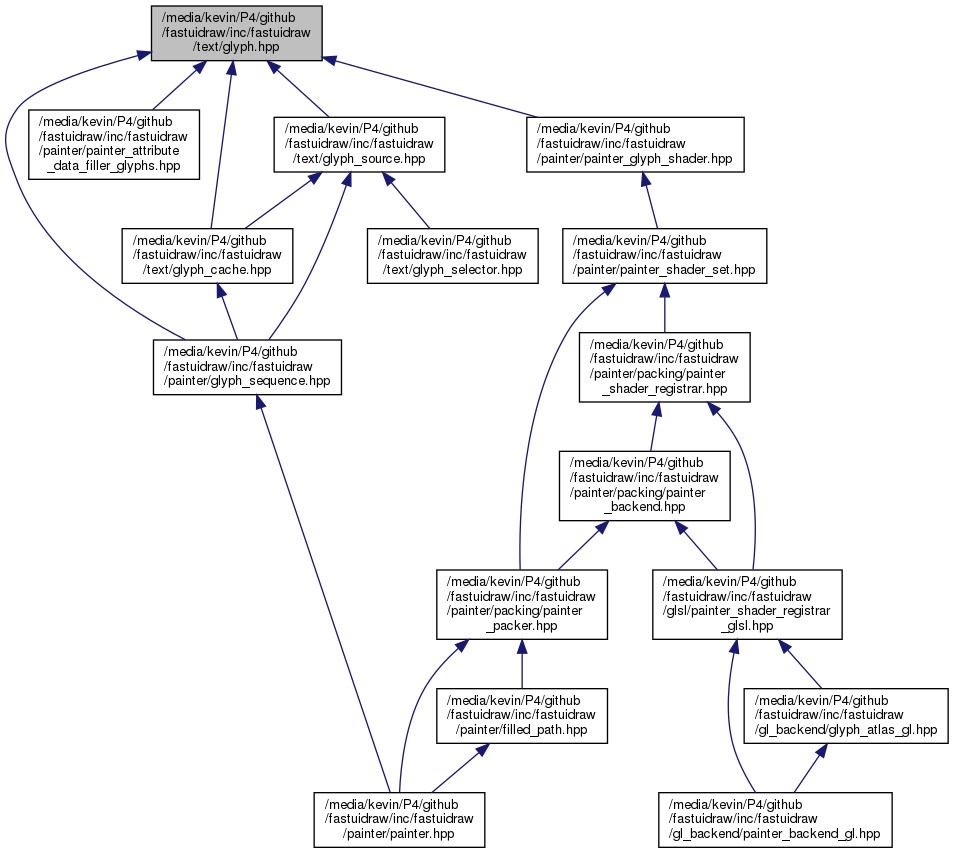 /media/kevin/P4/github
/fastuidraw/inc/fastuidraw
/text/glyph.hpp
/media/kevin/P4/github
/fastuidraw/inc/fastuidraw
/painter/painter_attribute
_data_filler_glyphs.hpp
/media/kevin/P4/github
/fastuidraw/inc/fastuidraw
/text/glyph_source.hpp
/media/kevin/P4/github
/fastuidraw/inc/fastuidraw
/painter/painter_glyph_shader.hpp
/media/kevin/P4/github
/fastuidraw/inc/fastuidraw
/text/glyph_cache.hpp
/media/kevin/P4/github
/fastuidraw/inc/fastuidraw
/text/glyph_selector.hpp
/media/kevin/P4/github
/fastuidraw/inc/fastuidraw
/painter/painter_shader_set.hpp
/media/kevin/P4/github
/fastuidraw/inc/fastuidraw
/painter/glyph_sequence.hpp
/media/kevin/P4/github
/fastuidraw/inc/fastuidraw
/painter/packing/painter
_shader_registrar.hpp
/media/kevin/P4/github
/fastuidraw/inc/fastuidraw
/painter/packing/painter
_backend.hpp
/media/kevin/P4/github
/fastuidraw/inc/fastuidraw
/painter/packing/painter
_packer.hpp
/media/kevin/P4/github
/fastuidraw/inc/fastuidraw
/glsl/painter_shader_registrar
_glsl.hpp
/media/kevin/P4/github
/fastuidraw/inc/fastuidraw
/painter/filled_path.hpp
/media/kevin/P4/github
/fastuidraw/inc/fastuidraw
/gl_backend/glyph_atlas_gl.hpp
/media/kevin/P4/github
/fastuidraw/inc/fastuidraw
/painter/painter.hpp
/media/kevin/P4/github
/fastuidraw/inc/fastuidraw
/gl_backend/painter_backend_gl.hpp